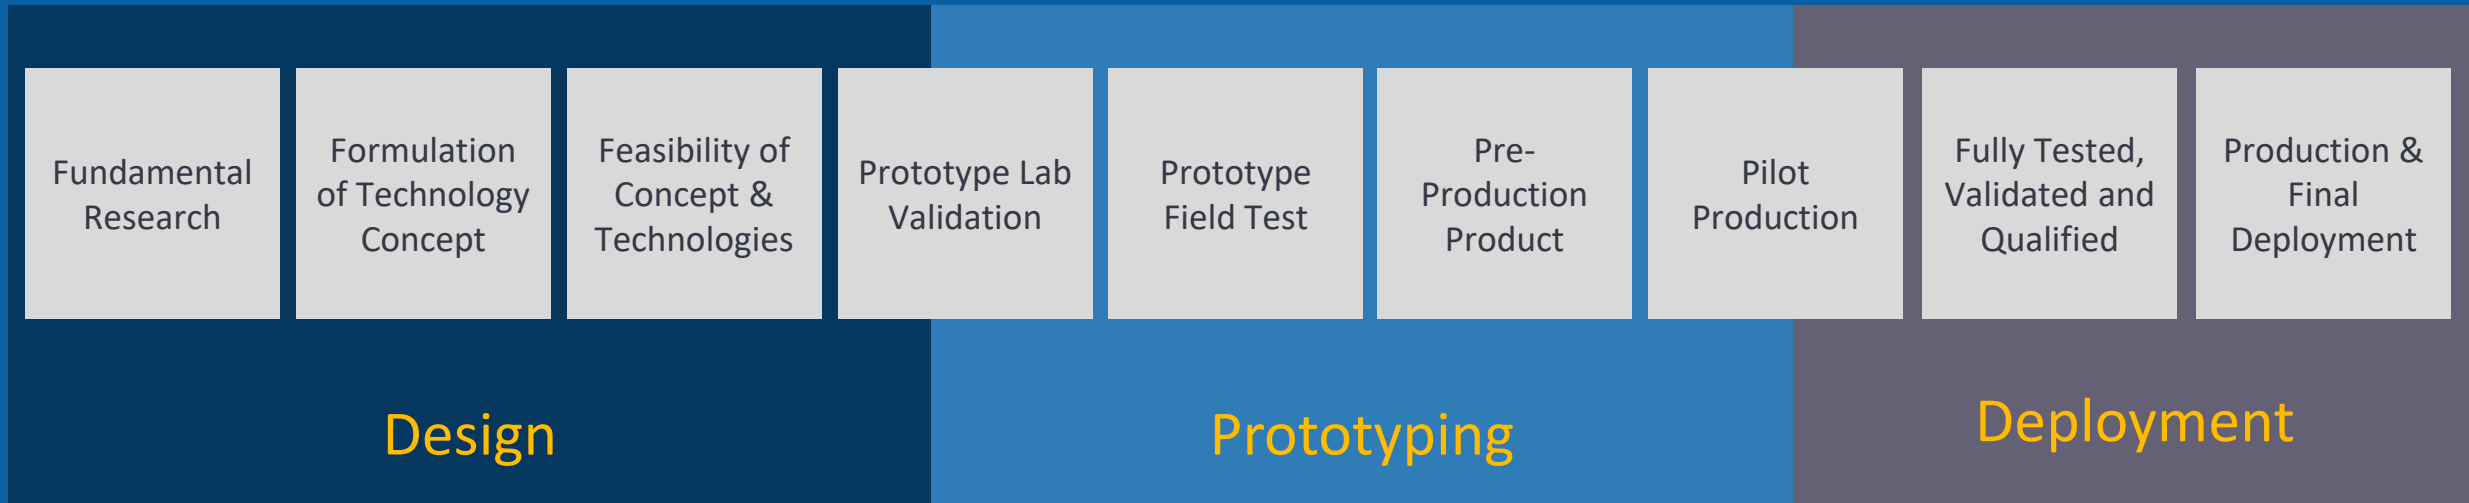 Fundamental
Research
Formulation
of Technology
Concept
Feasibility of
Concept &
Technologies
Prototype Lab
Validation
Prototype
Field Test
Pre-
Production
Product
Pilot
Production
Fully Tested,
Validated and
Qualified
Production &
Final
Deployment
Design
Prototyping
Deployment